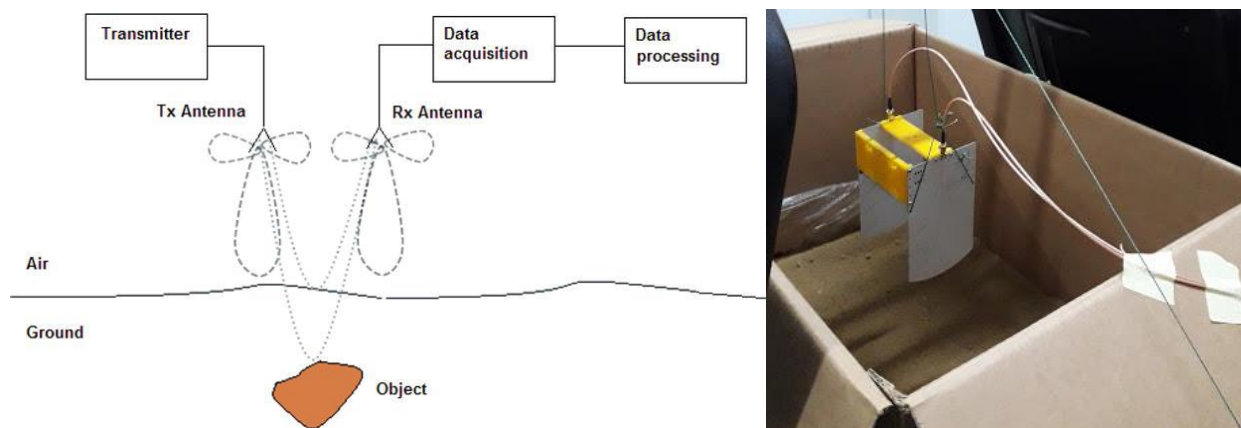 Transmitter
Data
acquisition
Data
processing
Tx Antenna
Rx Antenna
Air
Ground
Object